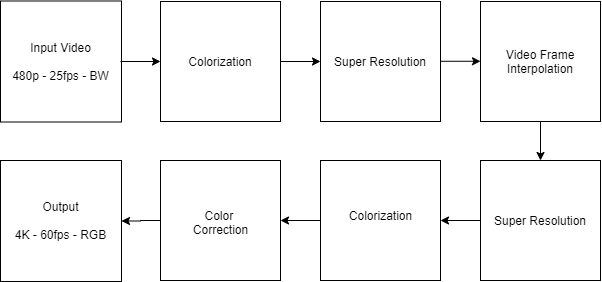 Input Video
480p - 25fps - BW
Colorization
Super Resolution
Video Frame
Interpolation
Super Resolution
Colorization
Color
Correction
Output
4K - 60fps - RGB